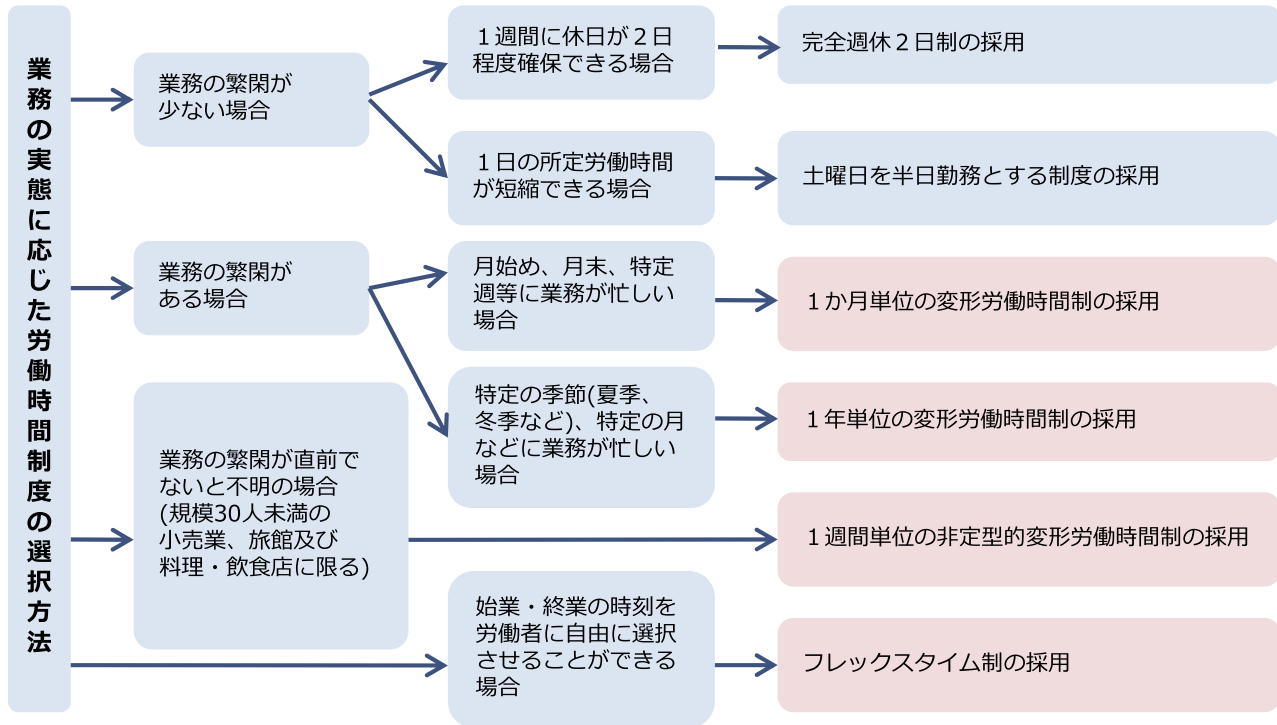 業務の実態に応じた労働時間制度の選択方法
業務の繁閑が
少ない場合
１週間に休日が２日
程度確保できる場合
完全週休２日制の採用
１日の所定労働時間
が短縮できる場合
土曜日を半日勤務とする制度の採用
業務の繁閑が
ある場合
月始め、月末、特定
週等に業務が忙しい
場合
１か月単位の変形労働時間制の採用
特定の季節(夏季、
冬季など)、特定の月
などに業務が忙しい
場合
１年単位の変形労働時間制の採用
業務の繁閑が直前で
ないと不明の場合
(規模30人未満の
小売業、旅館及び
料理・飲食店に限る)
１週間単位の非定型的変形労働時間制の採用
始業・終業の時刻を
労働者に自由に選択
させることができる
場合
フレックスタイム制の採用